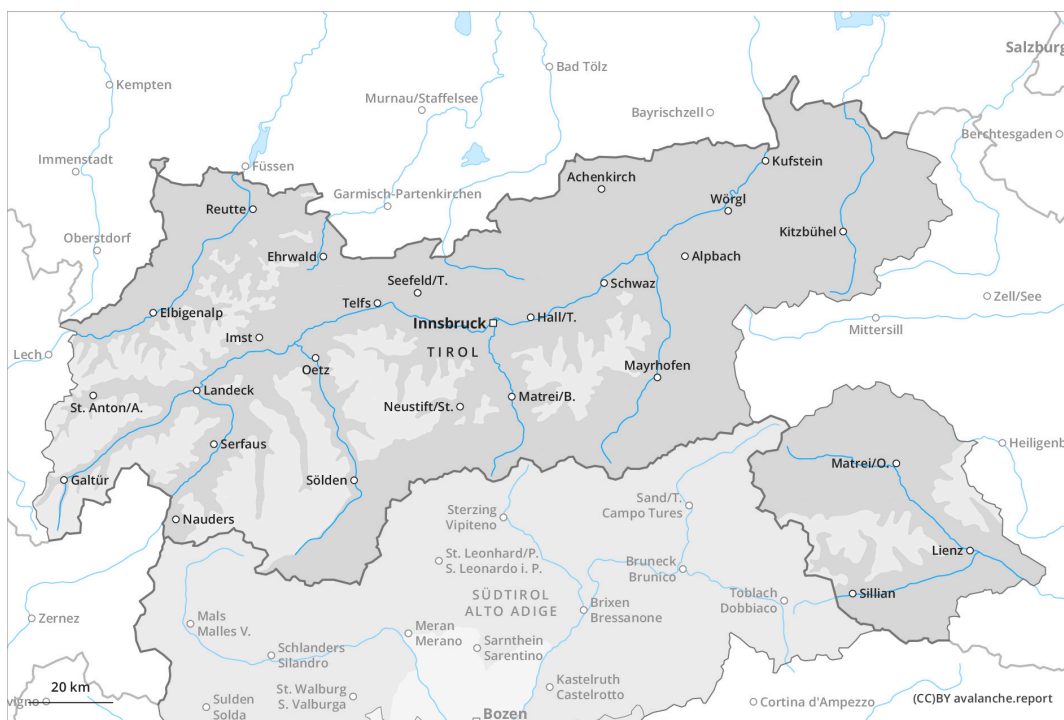 Salzburg
Kempten
Bad Tölz
Murnau/Staffelsee
Bayrischzell
Berchtesgaden
Immenstadt
Füssen
Kufstein
Achenkirch
Garmisch-Partenkirchen
Reutte
Wörgl
Oberstdorf
Kitzbühel
Ehrwald
Alpbach
Seefeld/T.
Schwaz
Zell/See
Telfs
Elbigenalp
Innsbruck
Hall/T.
Mittersill
Imst
Lech
TIROL
Oetz
Mayrhofen
Landeck
St. Anton/A.
Neustift/St.
Matrei/B.
Serfaus
Heiligenb
Matrei/O.
Galtür
Sölden
Sand/T.
Campo Tures
Nauders
Sterzing
Vipiteno
Lienz
St. Leonhard/P.
S. Leonardo i. P.
Bruneck
Brunico
SÜDTIROL
ALTO ADIGE
Sillian
Toblach
Dobbiaco
Brixen
Bressanone
Zernez
Mals
Malles V.
Meran
Merano
Sarnthein
Sarentino
Schlanders
Silandro
20 km
Kastelruth
Castelrotto
St. Walburg
S. Valburga
vigno
Sulden
Solda
Cortina d'Ampezzo
(CC)BY avalanche.report
Bozen